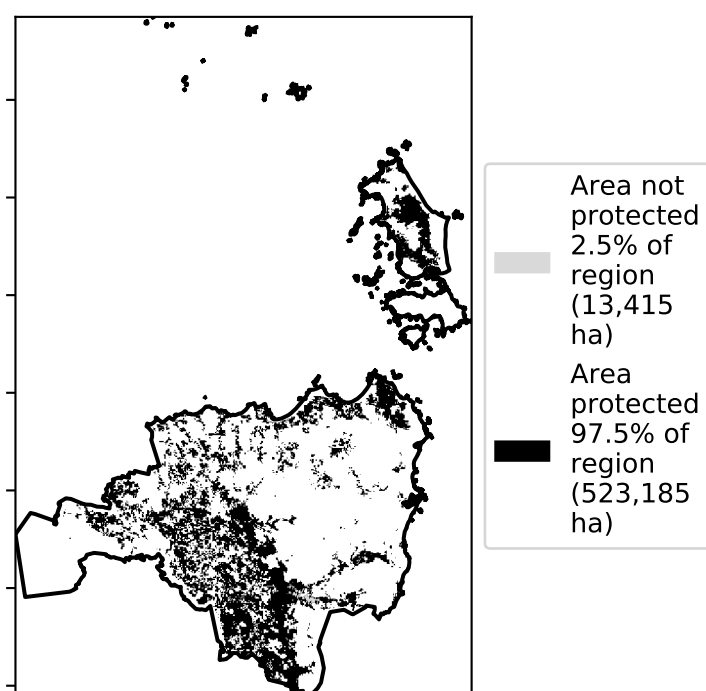 Area not
protected
2.5% of
region
(13,415
ha)
Area
protected
97.5% of
region
(523,185
ha)